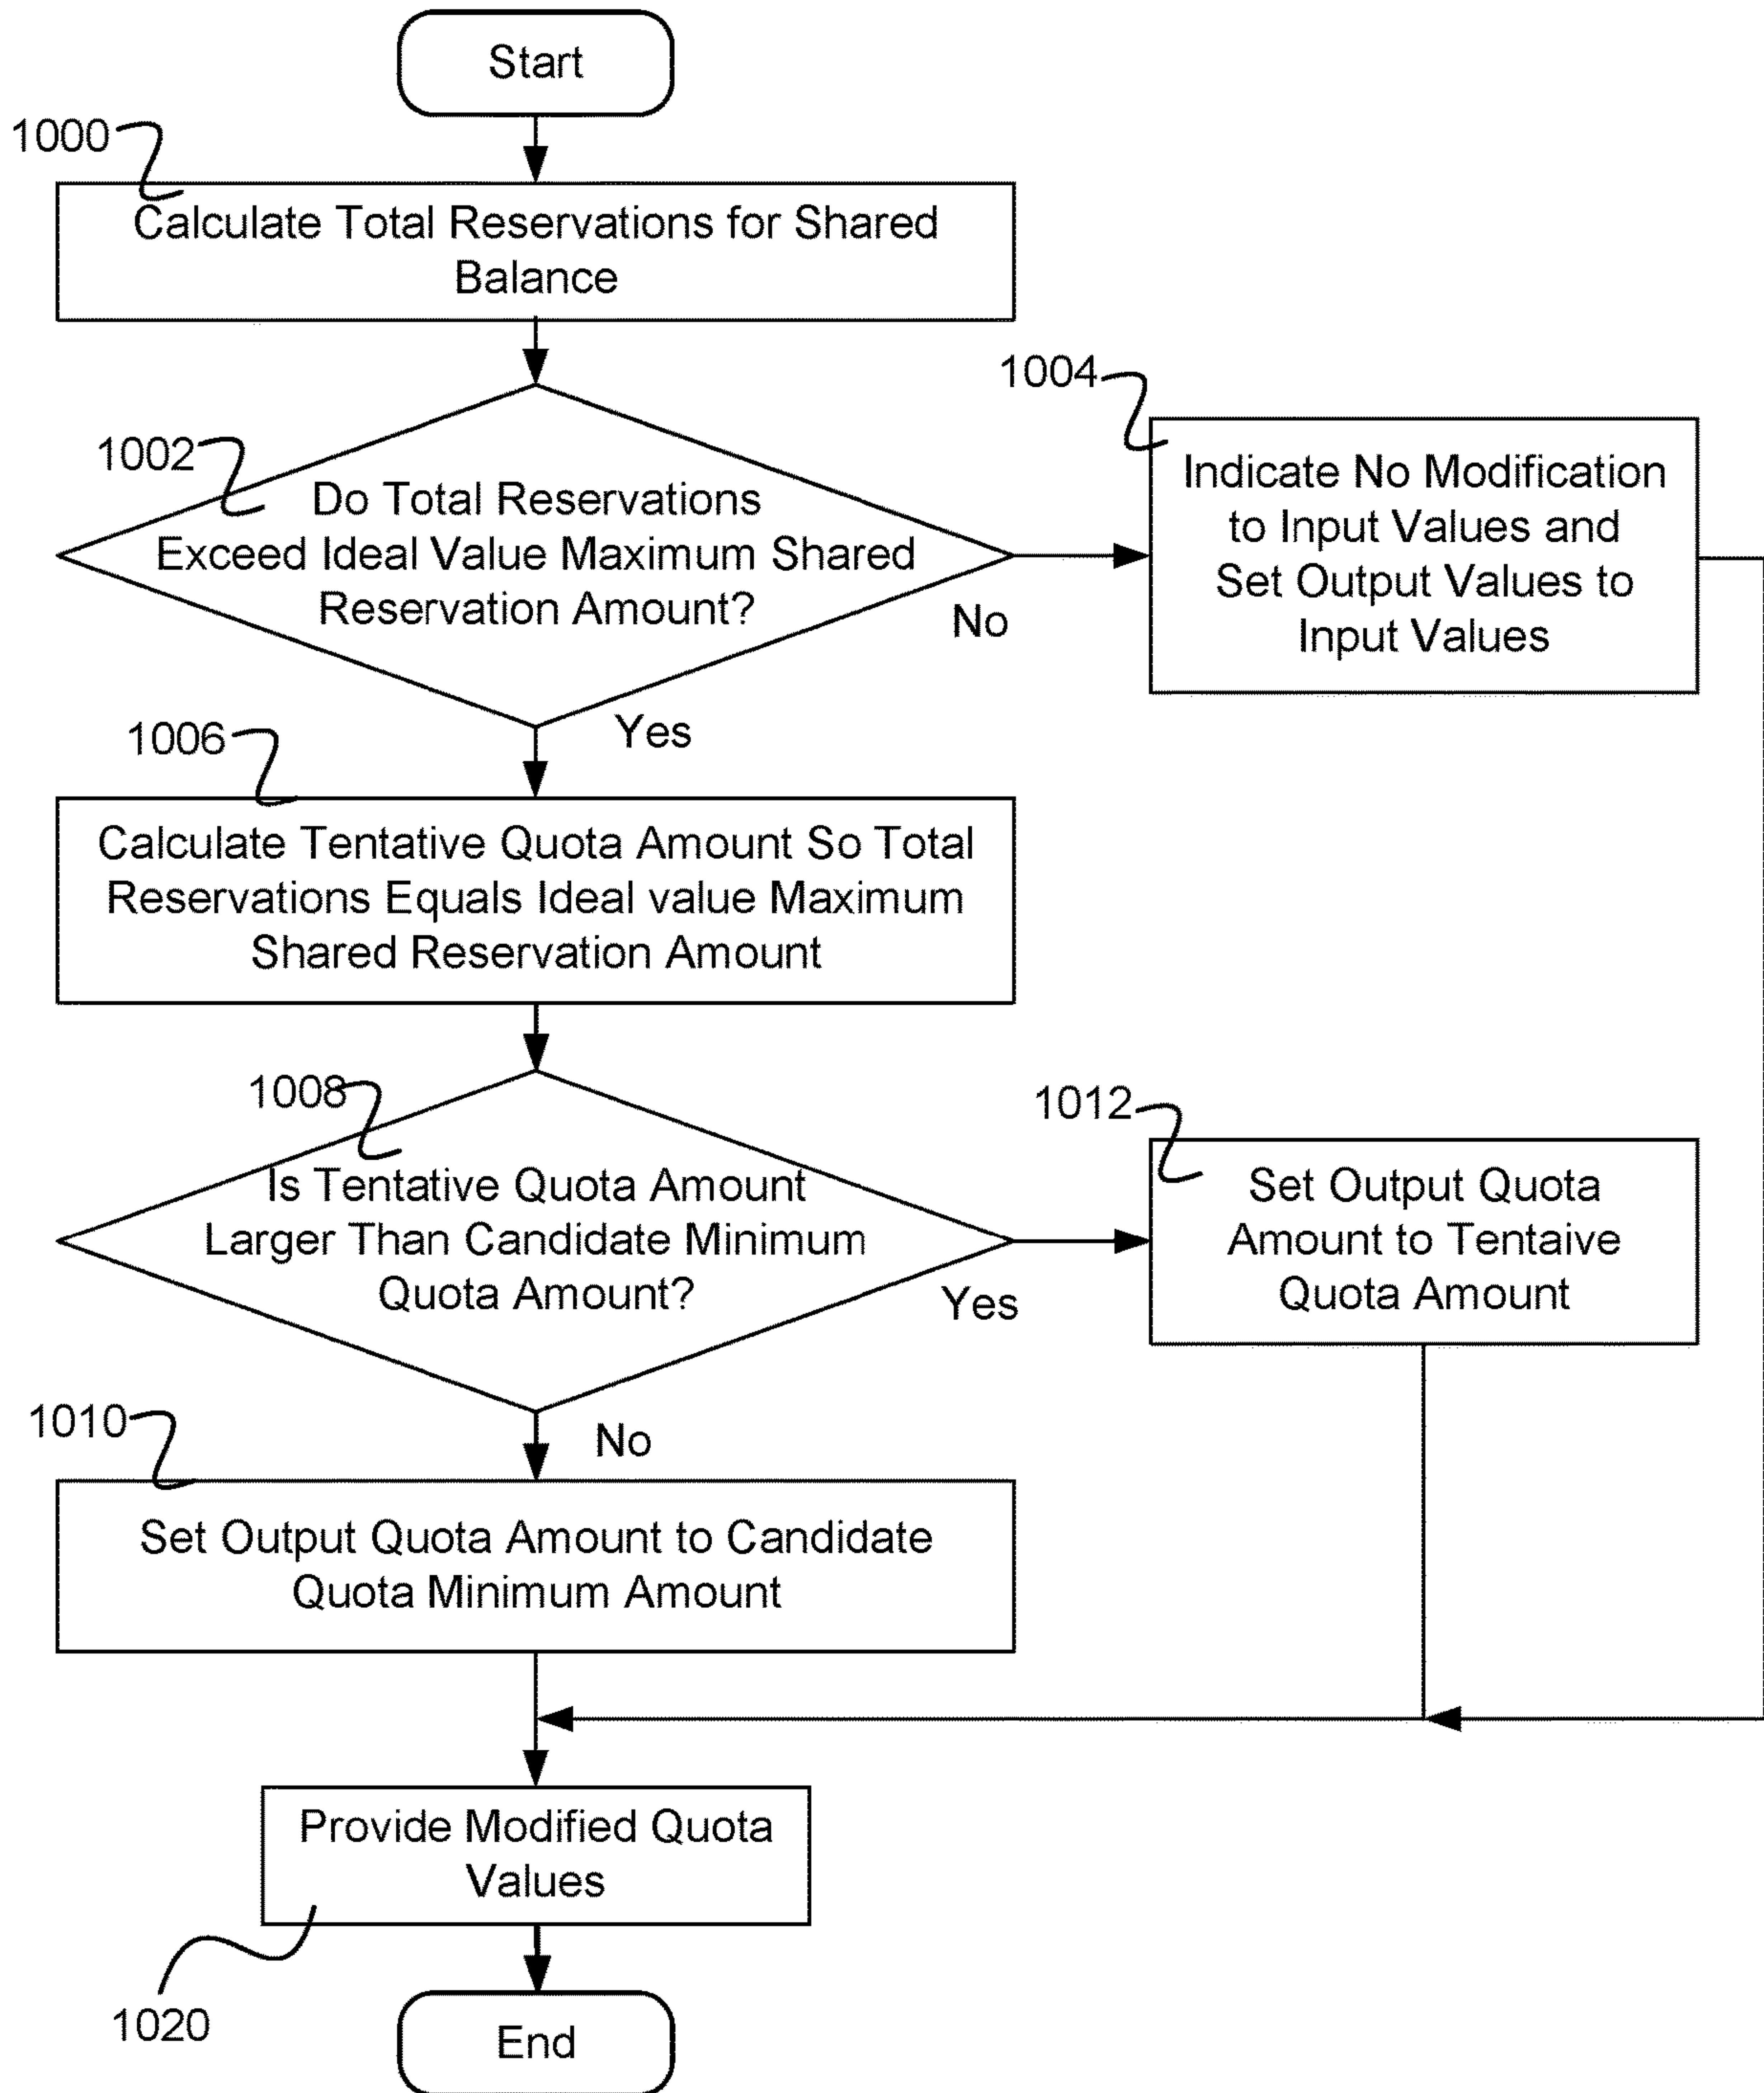 Start
1000
Calculate Total Reservations for Shared
Balance
1002
Do Total Reservations
Exceed Ideal Value Maximum Shared
Reservation Amount?
No
Yes
1004
Indicate No Modification
to Input Values and
Set Output Values to
Input Values
1006
Calculate Tentative Quota Amount So Total
Reservations Equals Ideal value Maximum
Shared Reservation Amount
1008
Is Tentative Quota Amount
Larger Than Candidate Minimum
Quota Amount?
Yes
No
1012
Set Output Quota
Amount to Tentaive
Quota Amount
1010
Set Output Quota Amount to Candidate
Quota Minimum Amount
Provide Modified Quota
Values
1020
End